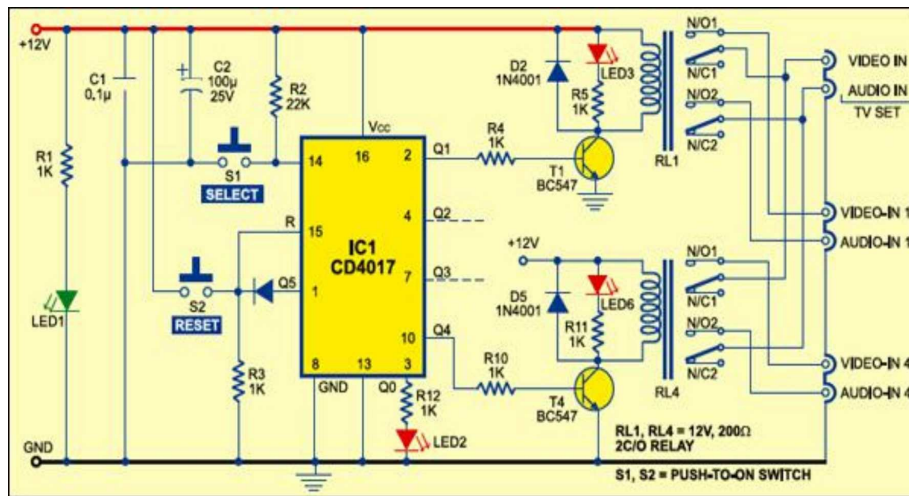 +12V
C1
0.1µ
C2
100µ
25V
R2
22K
R1
1K
S1
SELECT
S2
RESET
LED1
R3
1K
Vcc
14
16
2
R
15
4
IC1
CD4017
7
Q5
1
10
8
13
3
GND
Q0
Q1
Q2
Q3
Q4
R12
1K
LED2
GND
D2
1N4001
LED3
R5
1K
R4
1K
T1
BC547
RL1
N/O1
N/C1
N/O2
N/C2
+12V
D5
1N4001
LED6
R11
1K
R10
1K
T4
BC547
RL4
N/O1
N/C1
N/O2
N/C2
VIDEO IN
AUDIO IN
TV SET
VIDEO-IN 1
AUDIO-IN 1
VIDEO-IN 4
AUDIO-IN 4
RL1, RL4 = 12V, 200Ω
2C/O RELAY
S1, S2 = PUSH-TO-ON SWITCH